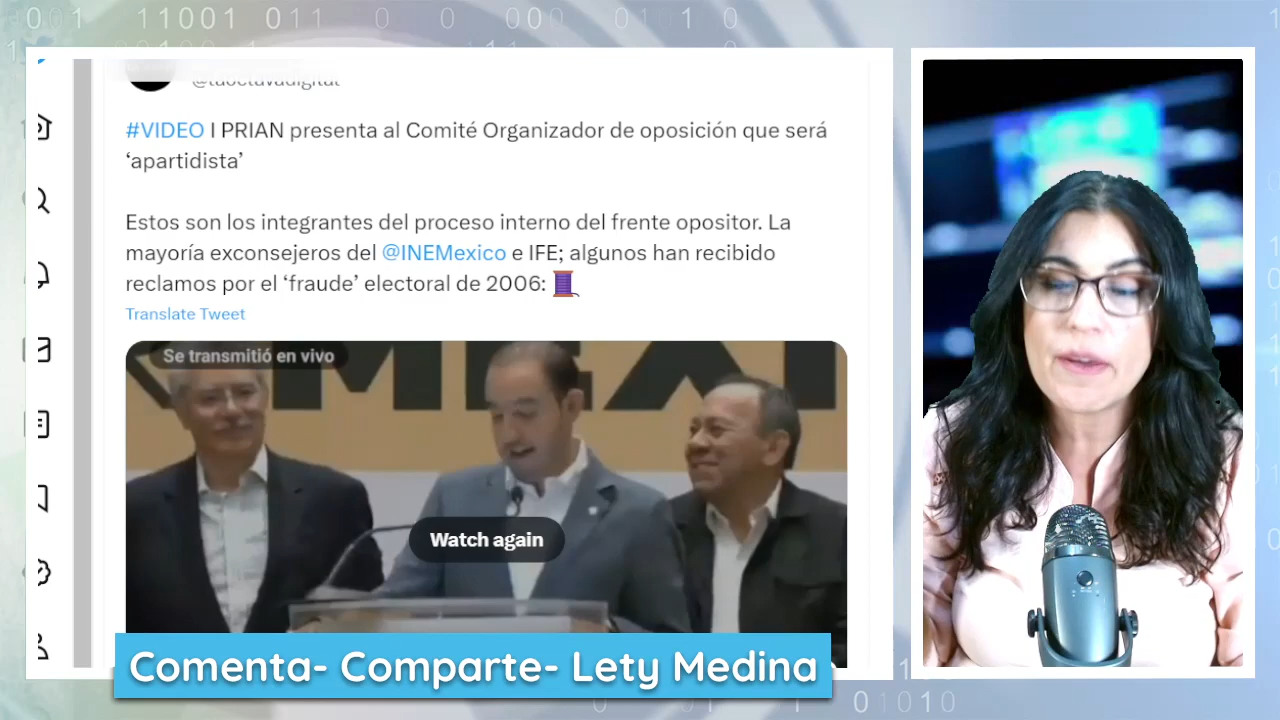 @laoctavadigital
#VIDEO I PRIAN presenta al Comité Organizador de oposición que será
‘apartidista’
Estos son los integrantes del proceso interno del frente opositor. La
mayoría exconsejeros del @INEMexico e IFE; algunos han recibido
reclamos por el ‘fraude’ electoral de 2006:
Translate Tweet
Se transmitió en vivo
MEXI
Watch again
Comenta- Comparte- Lety Medina